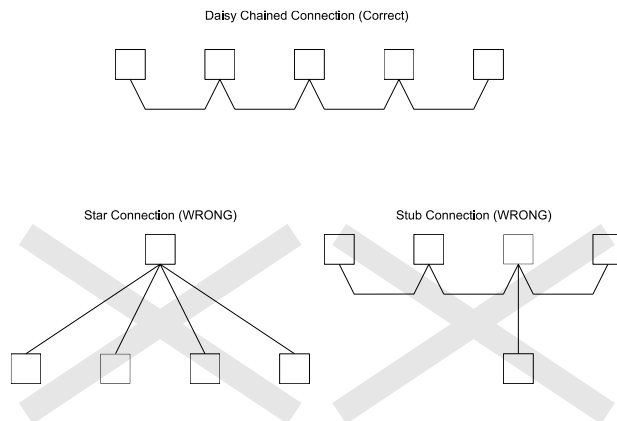 Daisy Chained Connection (Correct)
Star Connection (WRONG)
Stub Connection (WRONG)